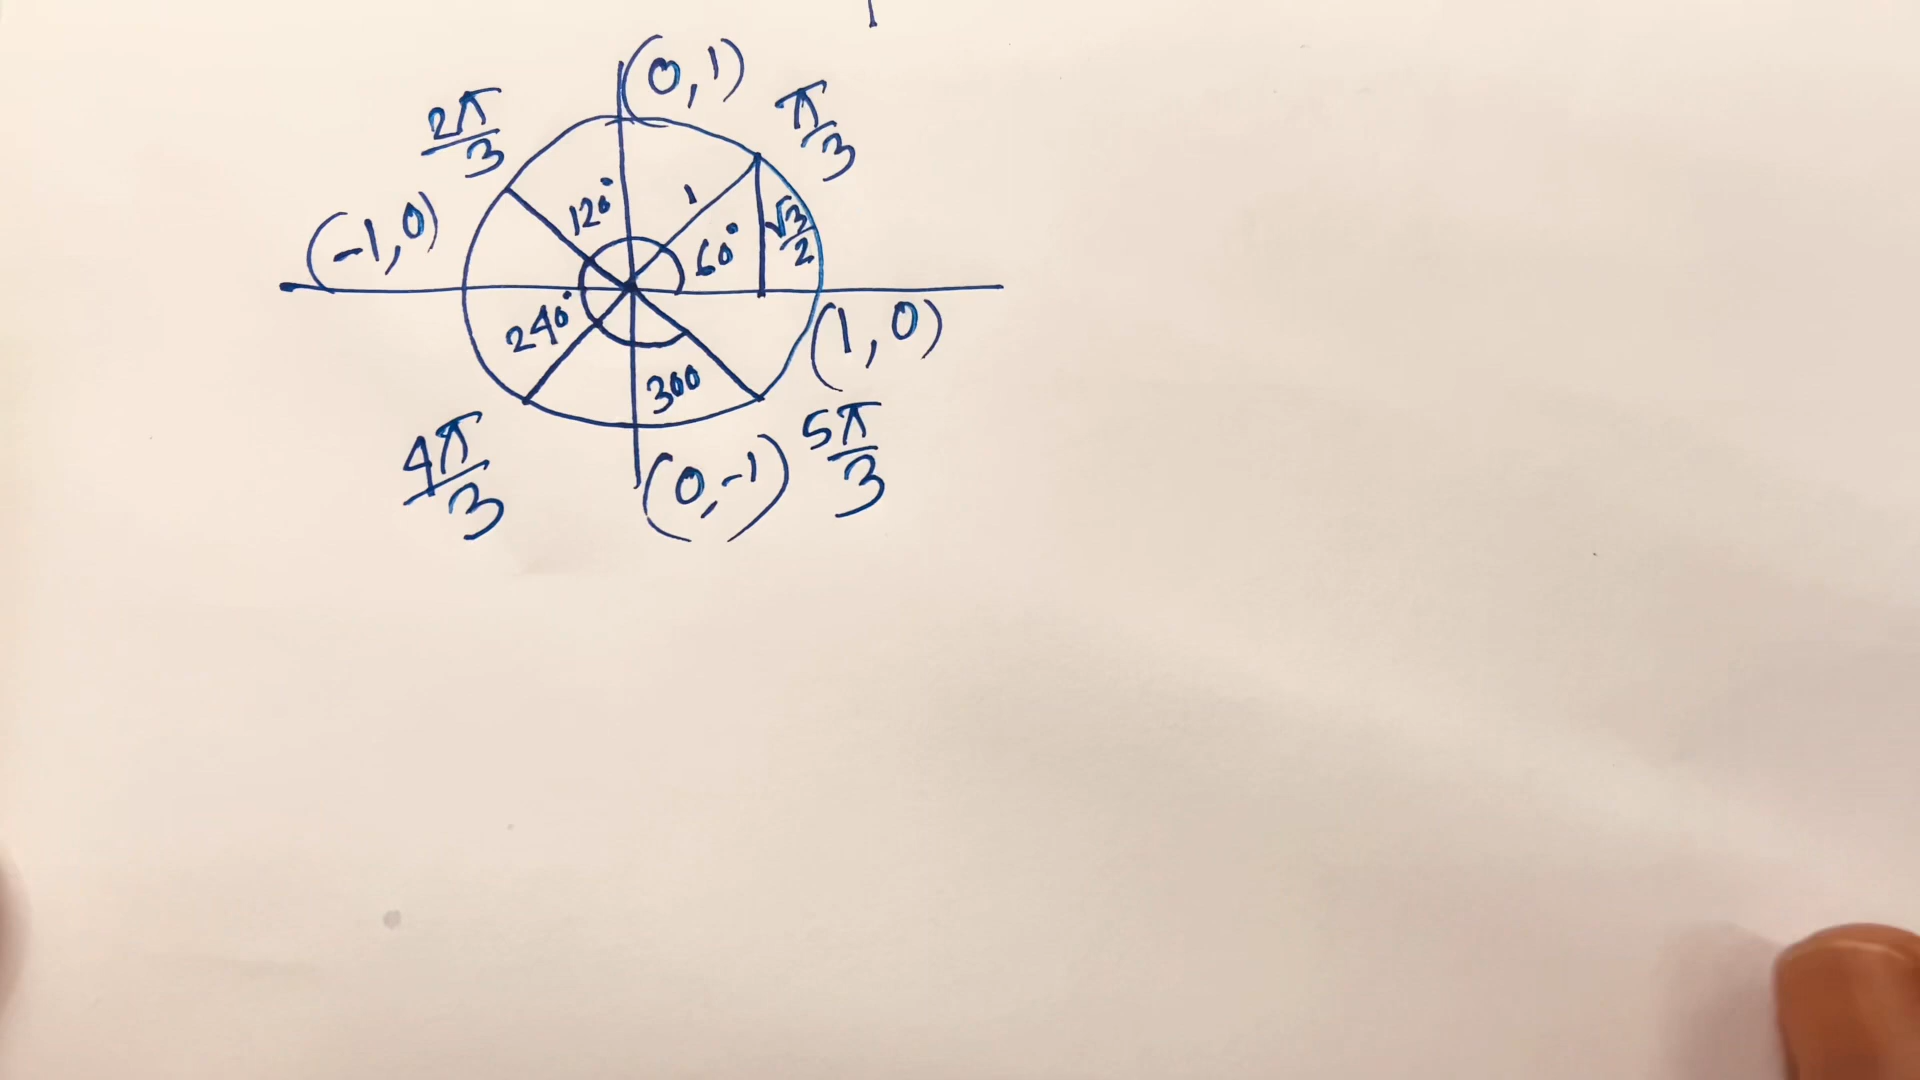 (0,1)
2π/3
π/3
120°
1
(-1,0)
60°
√3/2
240°
(1,0)
300
4π/3
(0,-1)
5π/3